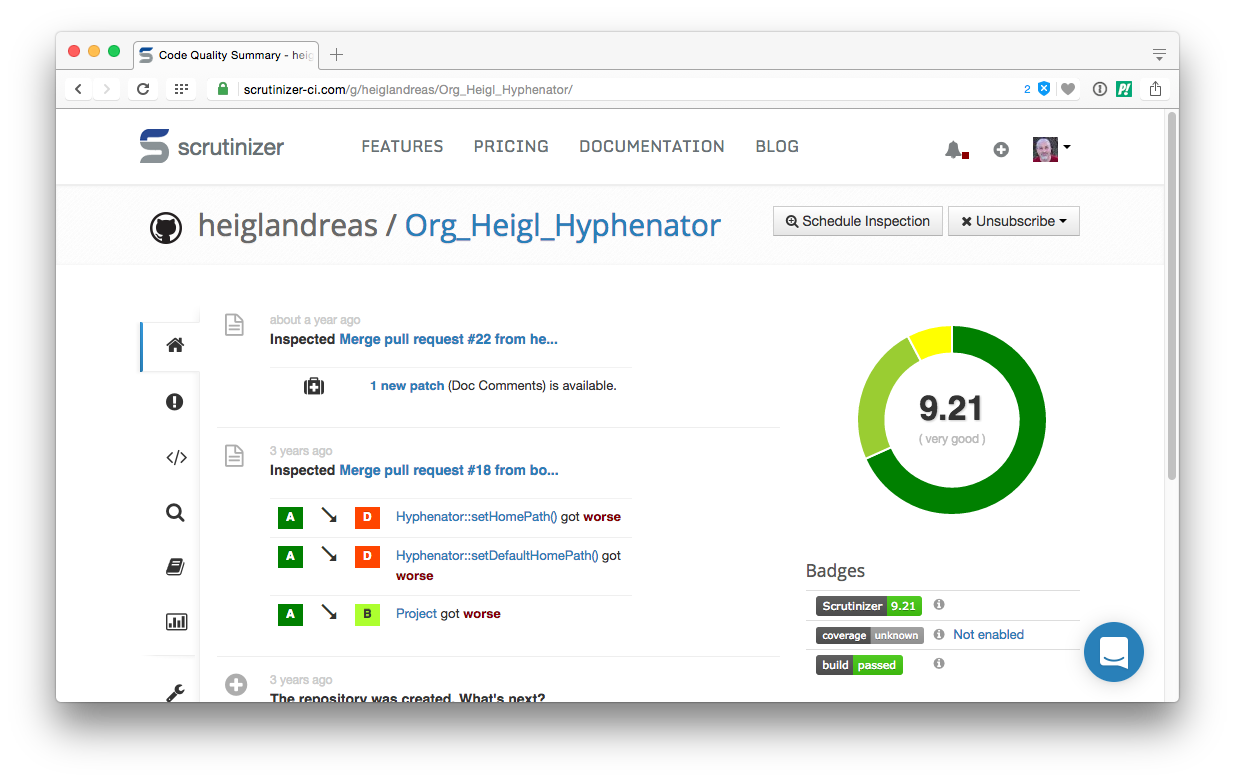 Code Quality Summary - heig
scrutinizer-ci.com/g/heiglandreas/Org_Heigl_Hyphenator/
2
scrutinizer
FEATURES PRICING DOCUMENTATION BLOG
heiglandreas / Org_Heigl_Hyphenator
Schedule Inspection
Unsubscribe
about a year ago
Inspected Merge pull request #22 from he...
1 new patch (Doc Comments) is available.
3 years ago
Inspected Merge pull request #18 from bo...
A D Hyphenator::setHomePath() got worse
A D Hyphenator::setDefaultHomePath() got
worse
A B Project got worse
3 years ago
The repository was created. What's next?
9.21
( very good )
Badges
Scrutinizer 9.21
coverage unknown Not enabled
build passed